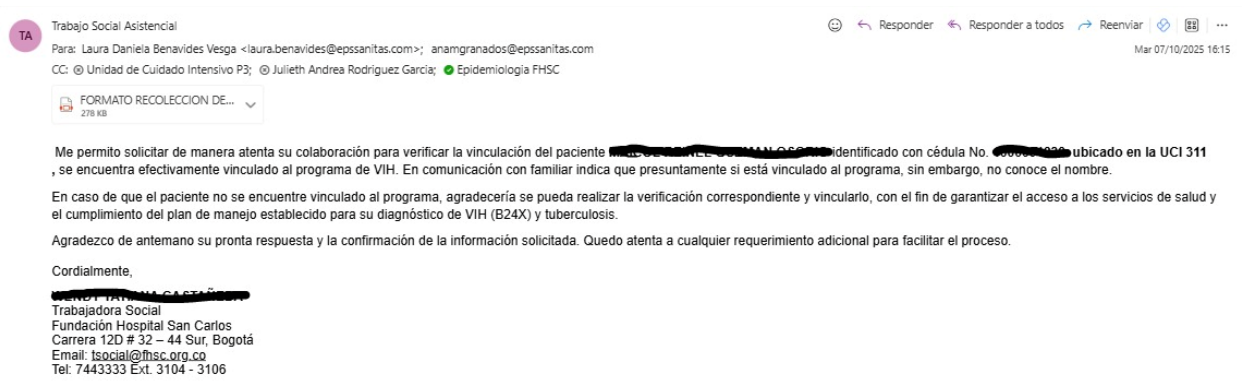 TA
Trabajo Social Asistencial
Responder
Responder a todos
Reenviar
Para: Laura Daniela Benavides Vesga <laura.benavides@epssanitas.com>; anamgranados@epssanitas.com
Mar 07/10/2025 16:15
CC: Unidad de Cuidado Intensivo P3; Julieth Andrea Rodriguez Garcia; Epidemiologia FHSC
FORMATO RECOLECCION DE...
278 KB
Me permito solicitar de manera atenta su colaboración para verificar la vinculación del paciente identificado con cédula No. ubicado en la UCI 311
, se encuentra efectivamente vinculado al programa de VIH. En comunicación con familiar indica que presuntamente si está vinculado al programa, sin embargo, no conoce el nombre.
En caso de que el paciente no se encuentre vinculado al programa, agradecería se pueda realizar la verificación correspondiente y vincularlo, con el fin de garantizar el acceso a los servicios de salud y
el cumplimiento del plan de manejo establecido para su diagnóstico de VIH (B24X) y tuberculosis.
Agradezco de antemano su pronta respuesta y la confirmación de la información solicitada. Quedo atenta a cualquier requerimiento adicional para facilitar el proceso.
Cordialmente,
Trabajadora Social
Fundación Hospital San Carlos
Carrera 12D # 32 – 44 Sur, Bogotá
Email: tsocial@fhsc.org.co
Tel: 7443333 Ext. 3104 - 3106